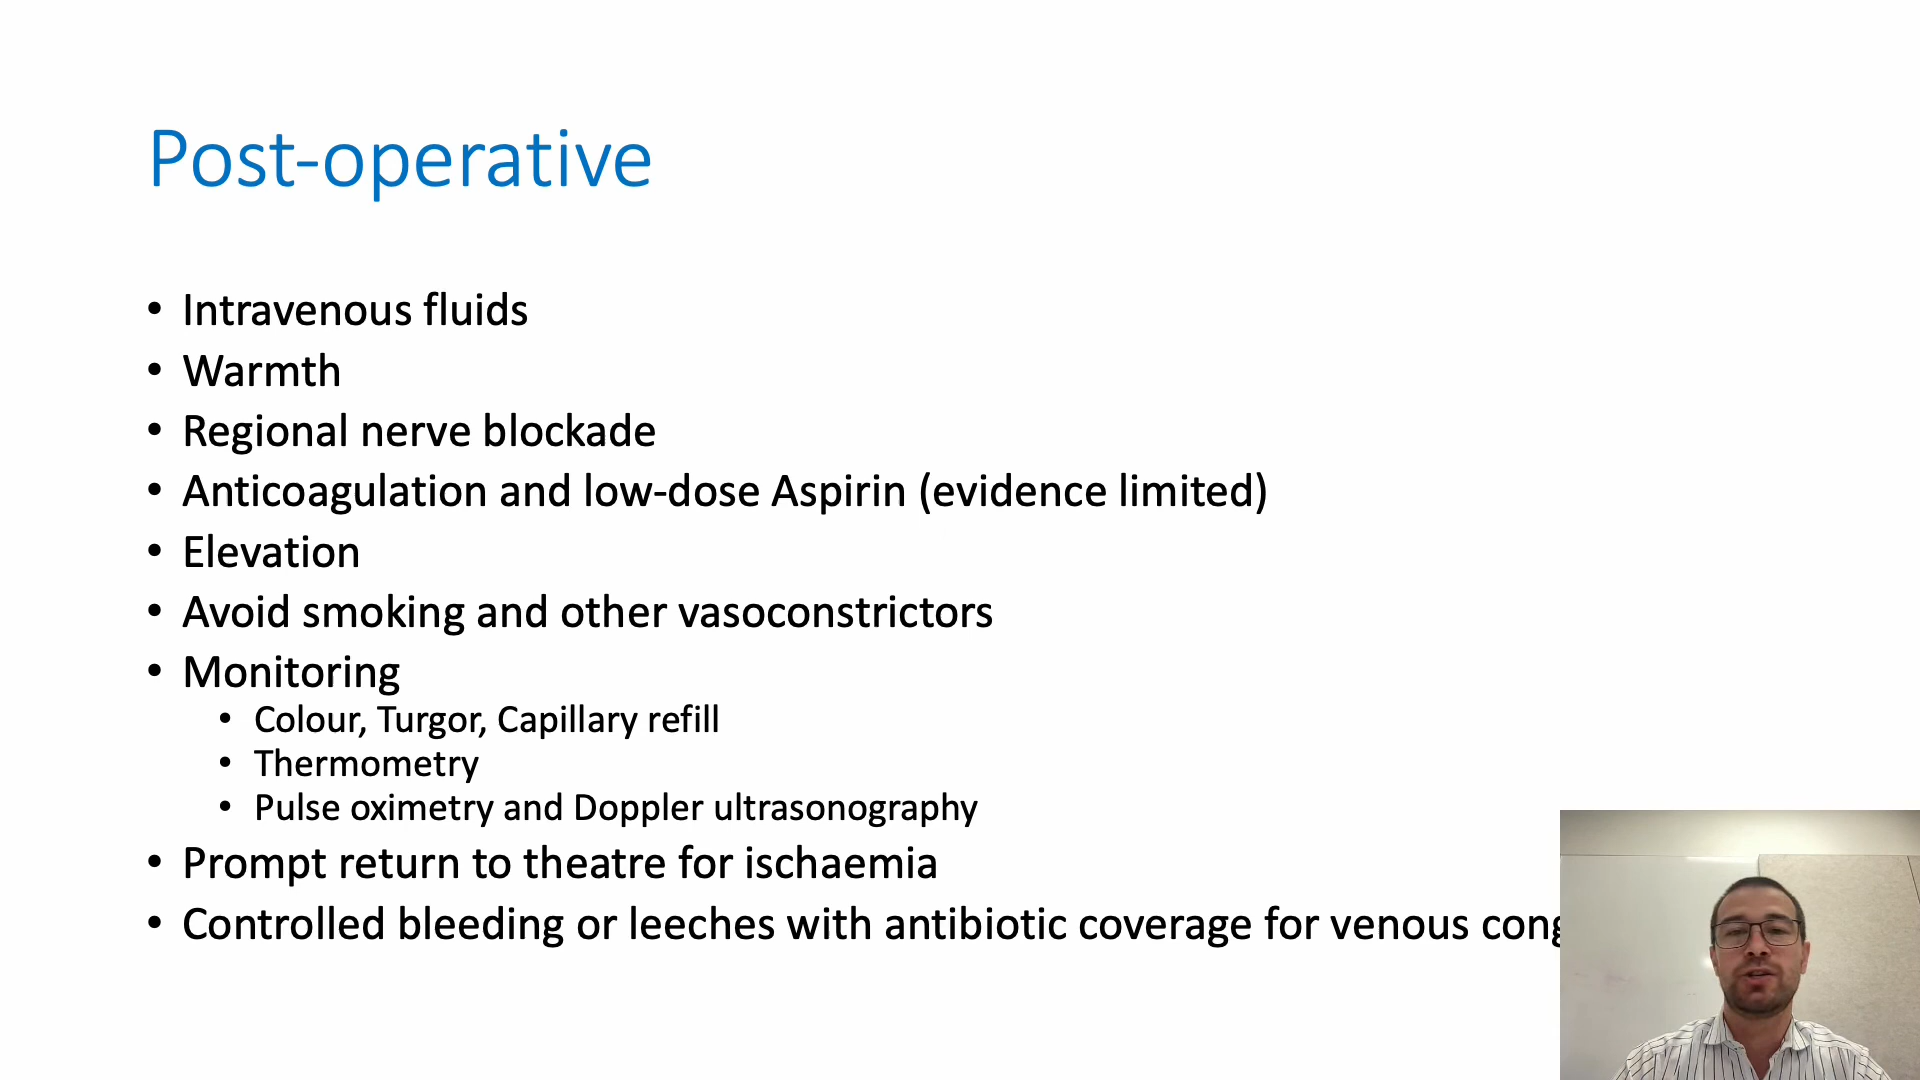 Post-operative
• Intravenous fluids
• Warmth
• Regional nerve blockade
• Anticoagulation and low-dose Aspirin (evidence limited)
• Elevation
• Avoid smoking and other vasoconstrictors
• Monitoring
• Colour, Turgor, Capillary refill
• Thermometry
• Pulse oximetry and Doppler ultrasonography
• Prompt return to theatre for ischaemia
• Controlled bleeding or leeches with antibiotic coverage for venous